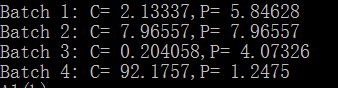 Batch 1: C= 2.13337,P= 5.84628
Batch 2: C= 7.96557,P= 7.96557
Batch 3: C= 0.204058,P= 4.07326
Batch 4: C= 92.1757,P= 1.2475